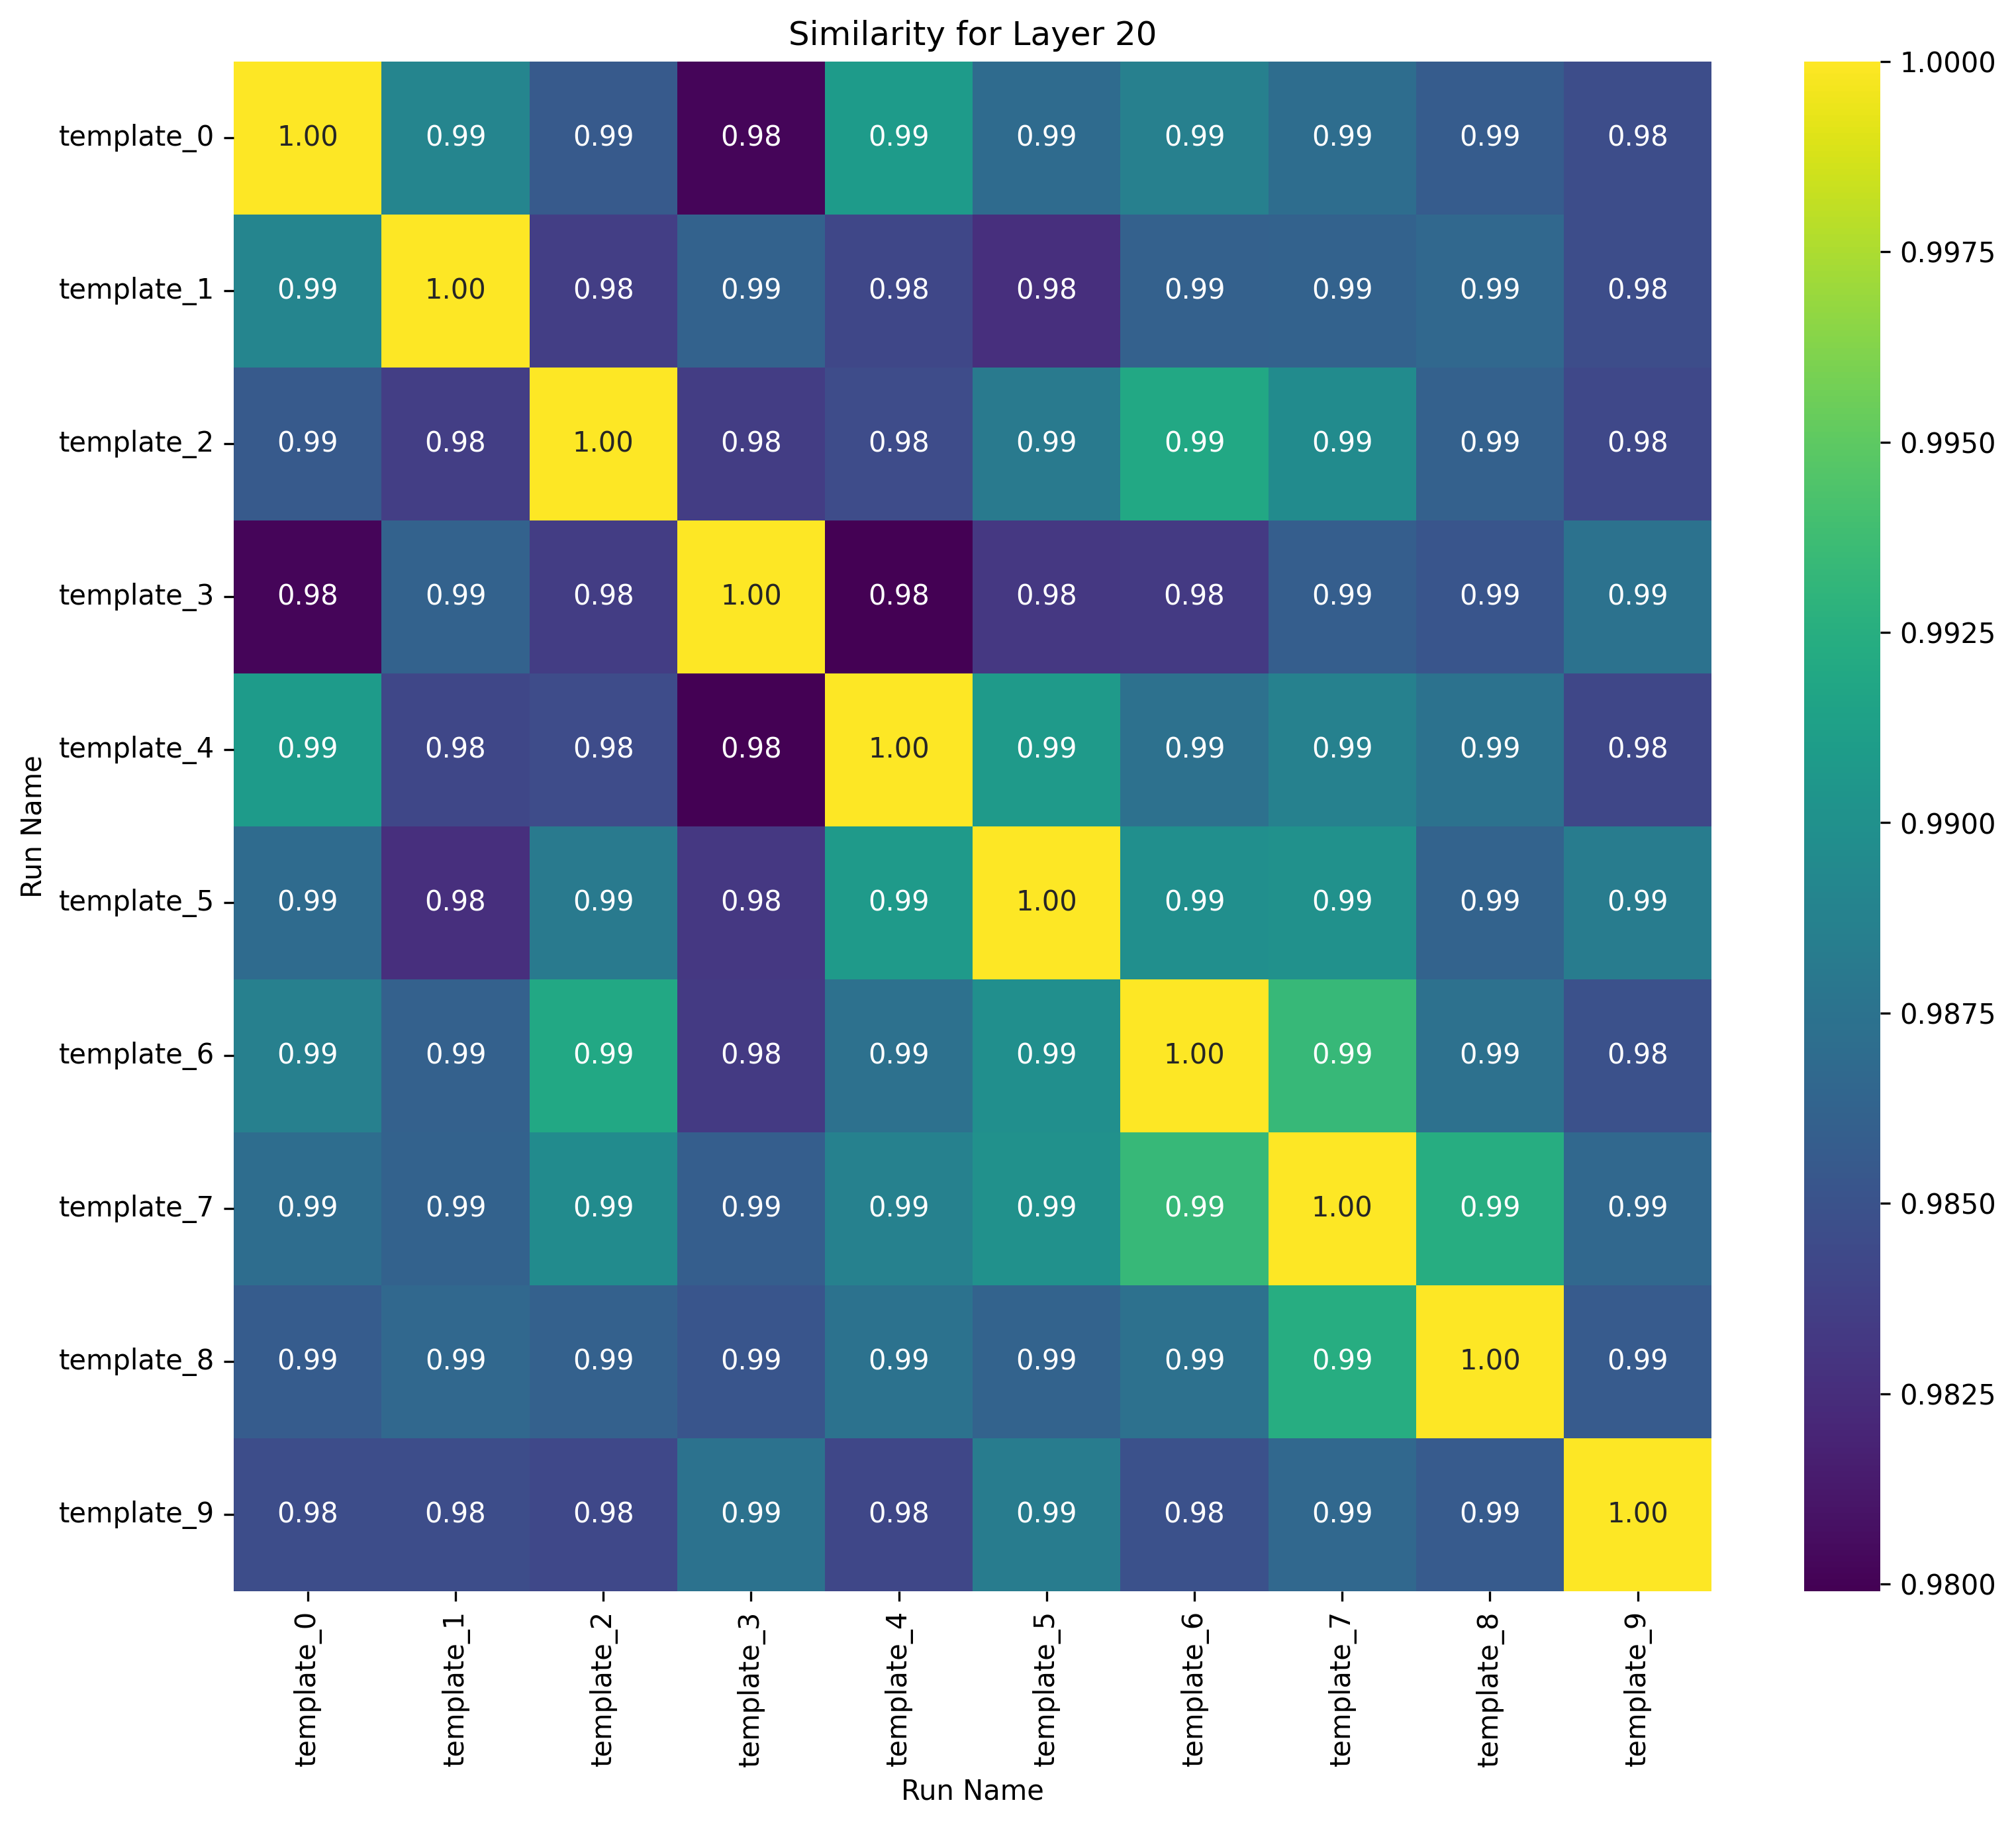 Similarity for Layer 20
template_0 1.00 0.99 0.99 0.98 0.99 0.99 0.99 0.99 0.99 0.98
template_1 0.99 1.00 0.98 0.99 0.98 0.98 0.99 0.99 0.99 0.98
template_2 0.99 0.98 1.00 0.98 0.98 0.99 0.99 0.99 0.99 0.98
template_3 0.98 0.99 0.98 1.00 0.98 0.98 0.98 0.99 0.99 0.99
template_4 0.99 0.98 0.98 0.98 1.00 0.99 0.99 0.99 0.99 0.98
template_5 0.99 0.98 0.99 0.98 0.99 1.00 0.99 0.99 0.99 0.99
template_6 0.99 0.99 0.99 0.98 0.99 0.99 1.00 0.99 0.99 0.98
template_7 0.99 0.99 0.99 0.99 0.99 0.99 0.99 1.00 0.99 0.99
template_8 0.99 0.99 0.99 0.99 0.99 0.99 0.99 0.99 1.00 0.99
template_9 0.98 0.98 0.98 0.99 0.98 0.99 0.98 0.99 0.99 1.00
template_0 template_1 template_2 template_3 template_4 template_5 template_6 template_7 template_8 template_9
Run Name
Run Name
1.0000
0.9975
0.9950
0.9925
0.9900
0.9875
0.9850
0.9825
0.9800